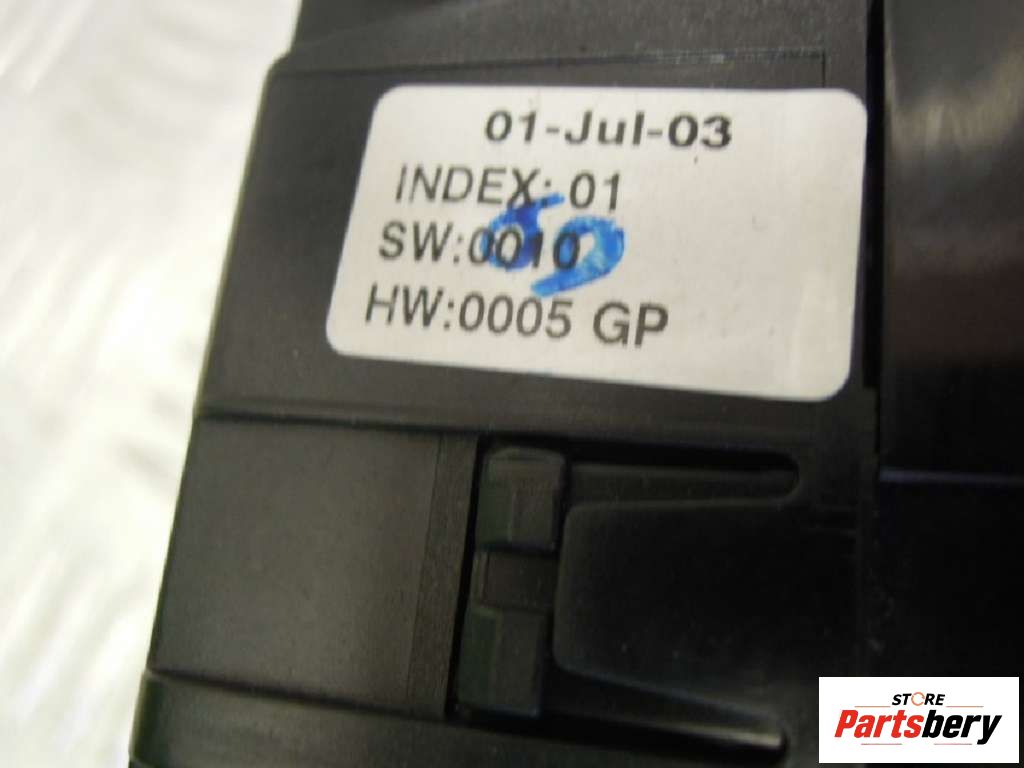 01-Jul-03
INDEX: 01
SW:0010
HW:0005 GP
STORE
Partsbery